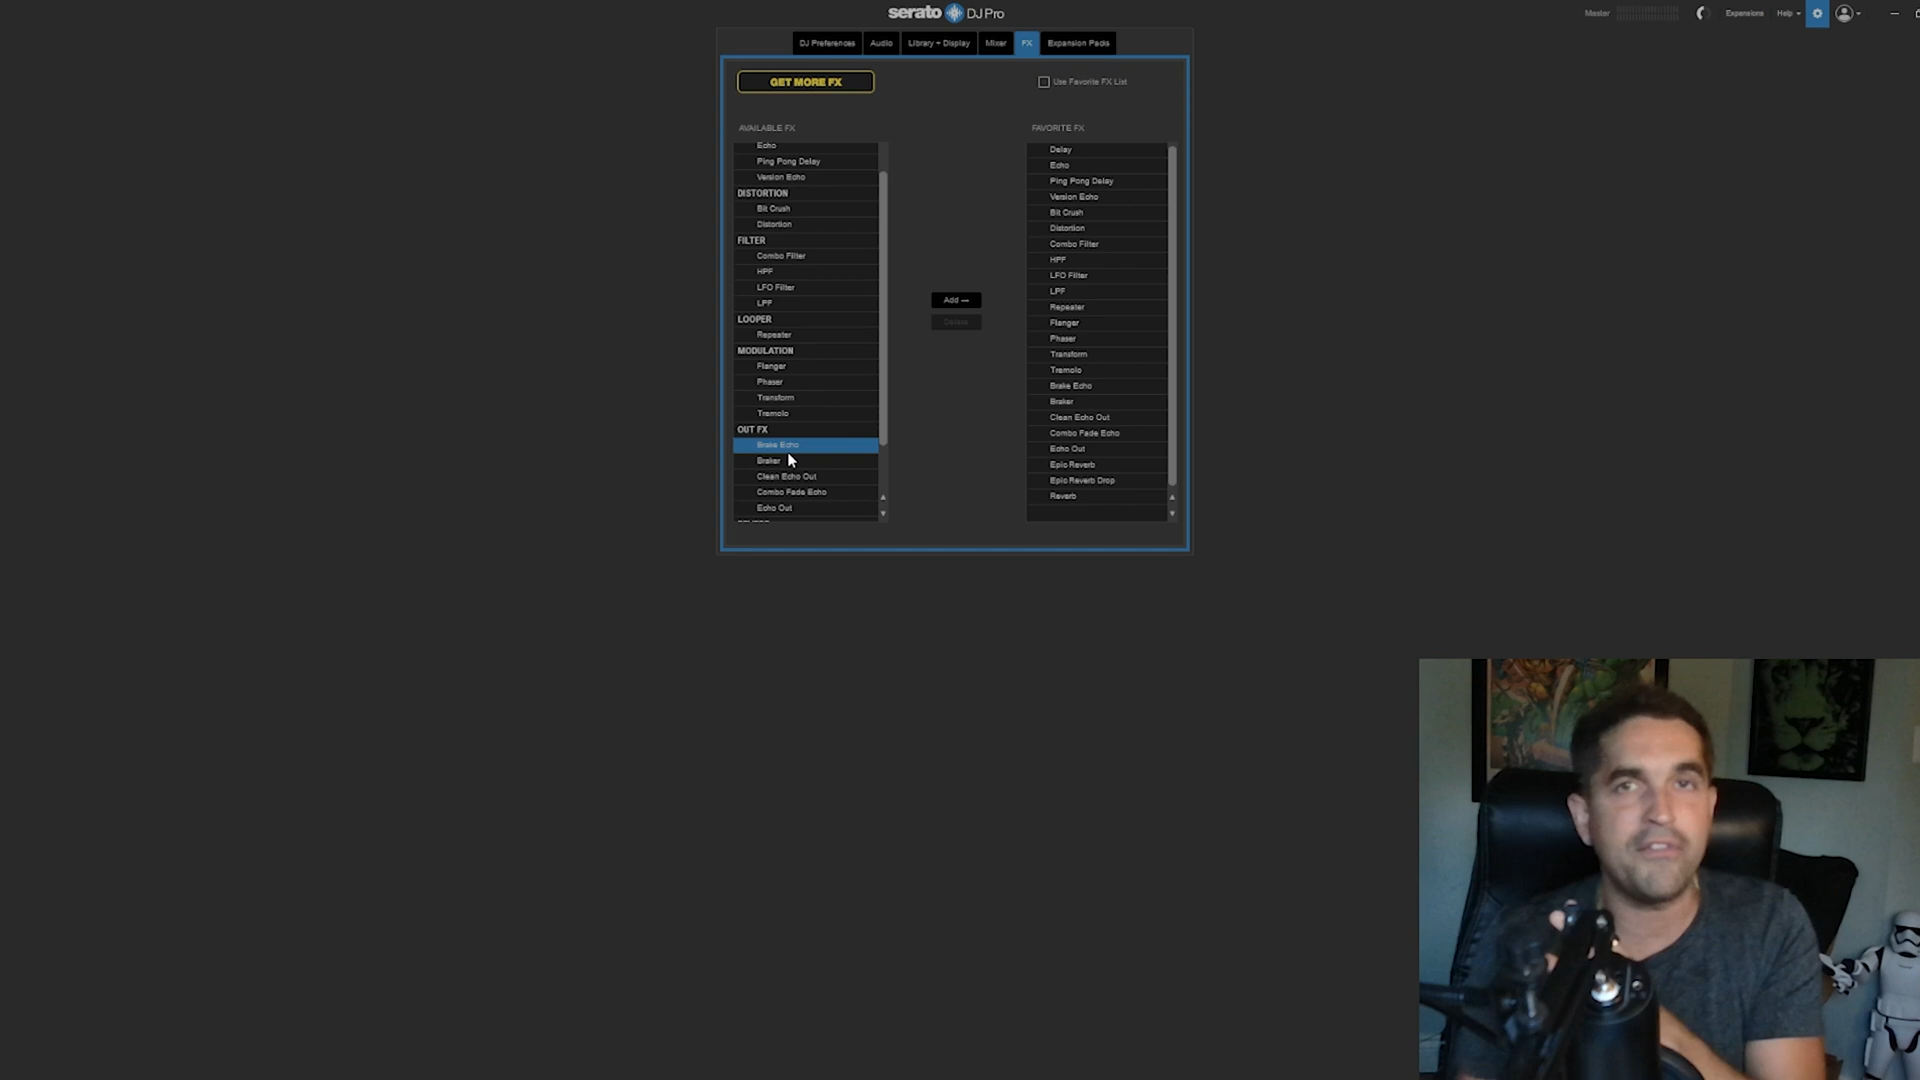 serato DJ Pro
Master
Expansions
Help
DJ Preferences
Audio
Library + Display
Mixer
FX
Expansion Packs
GET MORE FX
Use Favorite FX List
AVAILABLE FX
Echo
Ping Pong Delay
Version Echo
DISTORTION
Bit Crush
Distortion
FILTER
Combo Filter
HPF
LFO Filter
LPF
LOOPER
Repeater
MODULATION
Flanger
Phaser
Transform
Tremolo
OUT FX
Brake Echo
Braker
Clean Echo Out
Combo Fade Echo
Echo Out
Add
Delete
FAVORITE FX
Delay
Echo
Ping Pong Delay
Version Echo
Bit Crush
Distortion
Combo Filter
HPF
LFO Filter
LPF
Repeater
Flanger
Phaser
Transform
Tremolo
Brake Echo
Braker
Clean Echo Out
Combo Fade Echo
Echo Out
Epic Reverb
Epic Reverb Drop
Reverb